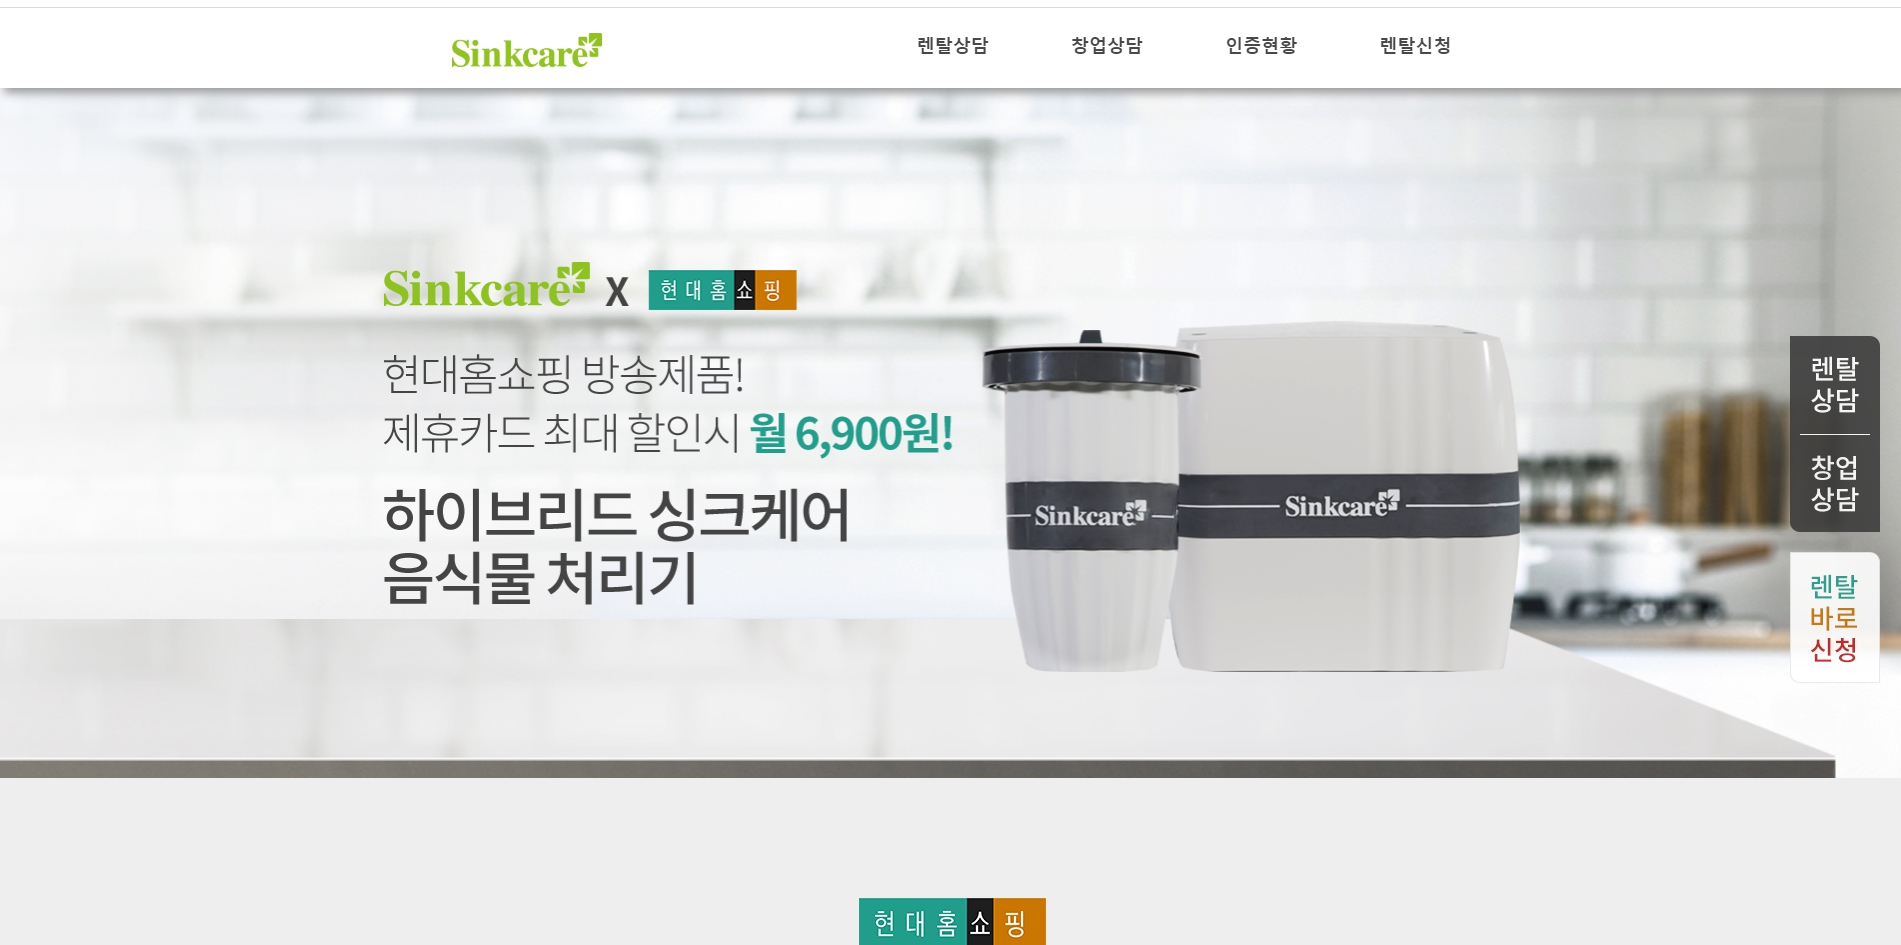 Sinkcare
렌탈상담 창업상담 인증현황 렌탈신청
Sinkcare X 현대홈쇼핑
현대홈쇼핑 방송제품!
제휴카드 최대 할인시 월 6,900원!
하이브리드 싱크케어
음식물 처리기
Sinkcare
Sinkcare
렌탈
상담
창업
상담
렌탈
바로
신청
현대홈쇼핑